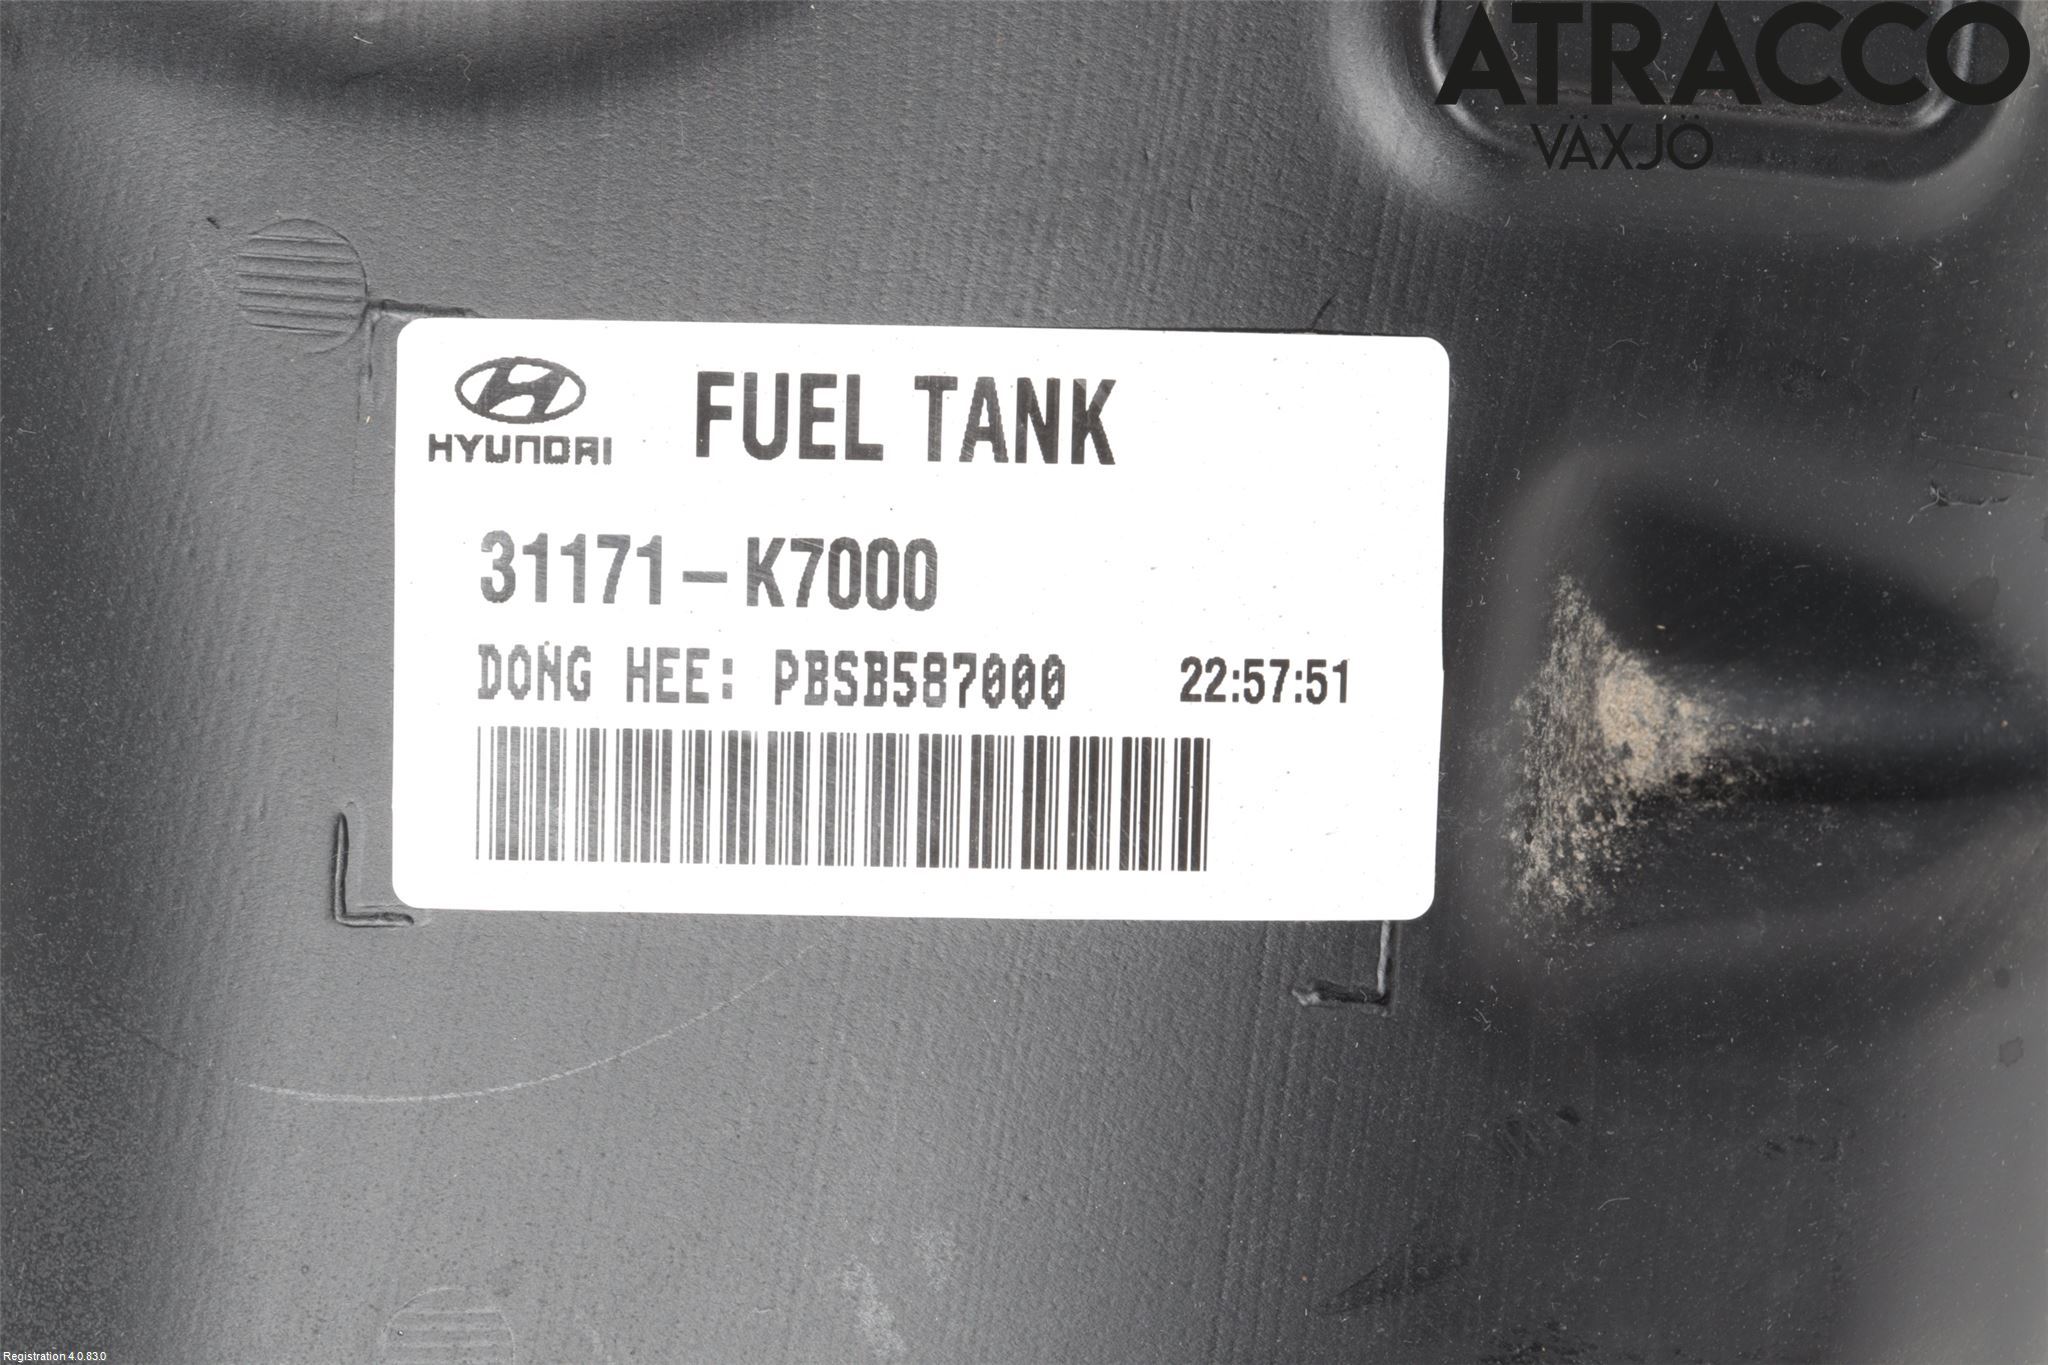 ATRACCO
VÄXJÖ
HYUNDAI
FUEL TANK
31171-K7000
DONG HEE: PBSB587000 22:57:51
Registration 4.0.83.0